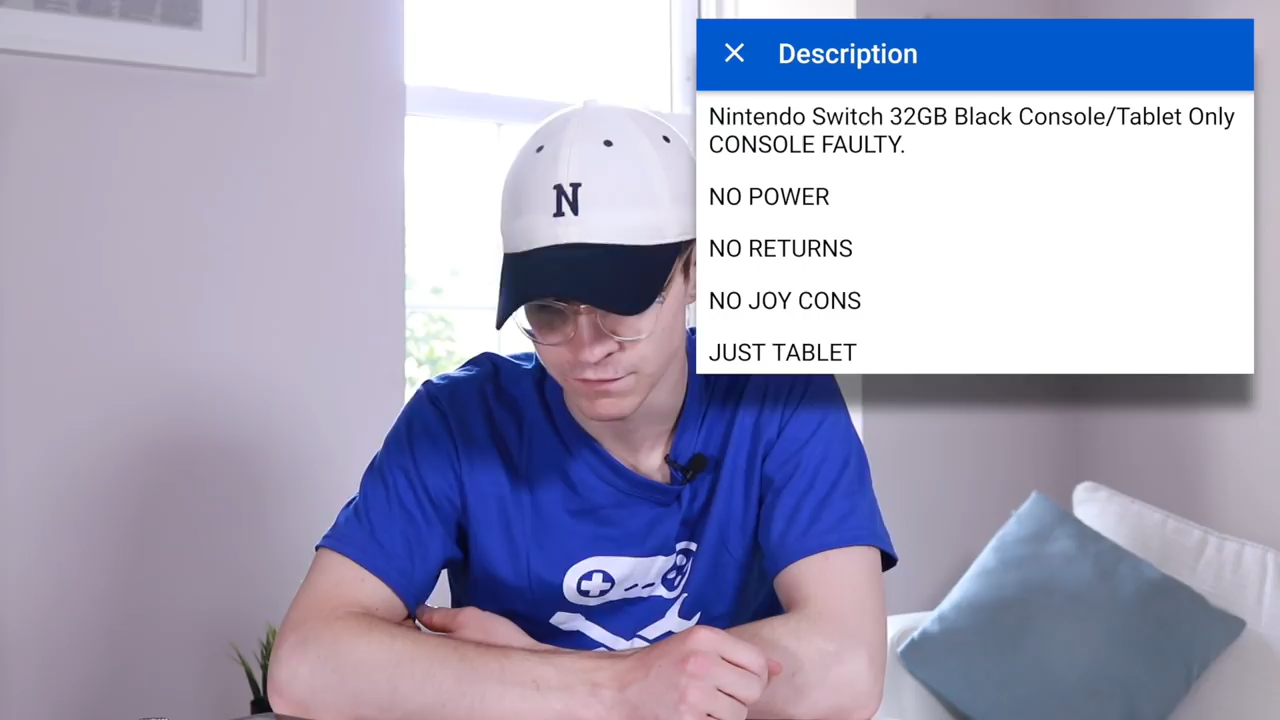 Description
Nintendo Switch 32GB Black Console/Tablet Only
CONSOLE FAULTY.
NO POWER
NO RETURNS
NO JOY CONS
JUST TABLET
N